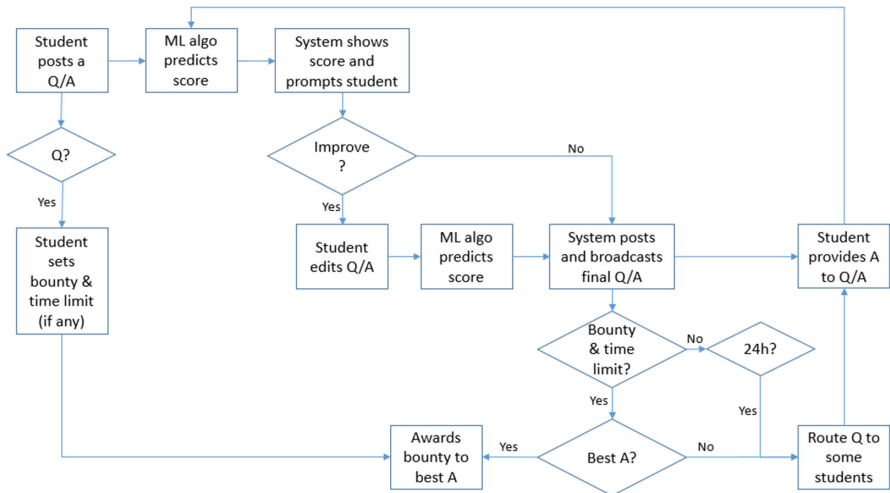 Student
posts a
Q/A
ML algo
predicts
score
System shows
score and
prompts student
Q?
Improve
?
No
Yes
Yes
Student
sets
bounty &
time limit
(if any)
Student
edits Q/A
ML algo
predicts
score
System posts
and broadcasts
final Q/A
Student
provides A
to Q/A
Bounty
& time
limit?
No
24h?
Yes
Yes
Awards
bounty to
best A
Yes
Best A?
No
Route Q to
some
students